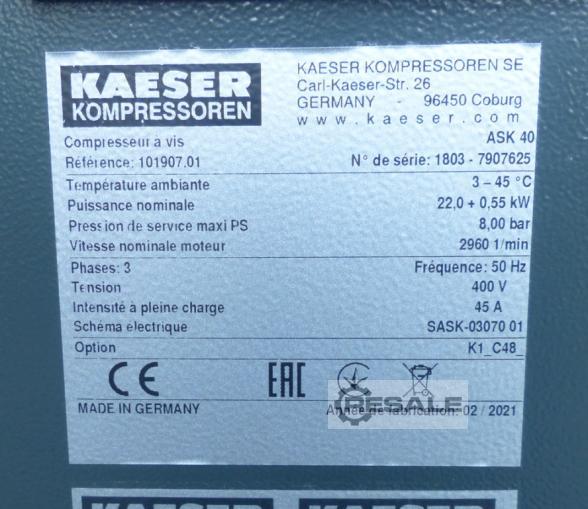 KAESER
KOMPRESSOREN
KAESER KOMPRESSOREN SE
Carl-Kaeser-Str. 26
GERMANY - 96450 Coburg
www.kaeser.com
Compresseur à vis ASK 40
Référence: 101907.01 N° de série: 1803 - 7907625
Température ambiante 3 – 45 °C
Puissance nominale 22,0 + 0,55 kW
Pression de service maxi PS 8,00 bar
Vitesse nominale moteur 2960 1/min
Phases: 3 Fréquence: 50 Hz
Tension 400 V
Intensité à pleine charge 45 A
Schéma électrique SASK-03070 01
Option K1_C48_
CE EAC
RESALE
MADE IN GERMANY Année de fabrication: 02 / 2021
KAESER KAESER